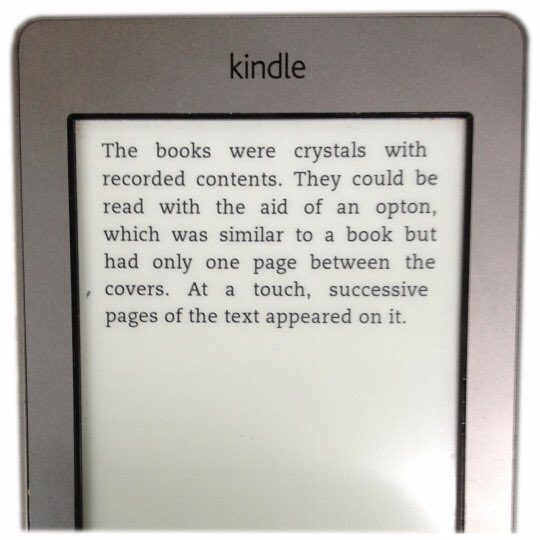 kindle
The books were crystals with
recorded contents. They could be
read with the aid of an opton,
which was similar to a book but
had only one page between the
covers. At a touch, successive
pages of the text appeared on it.